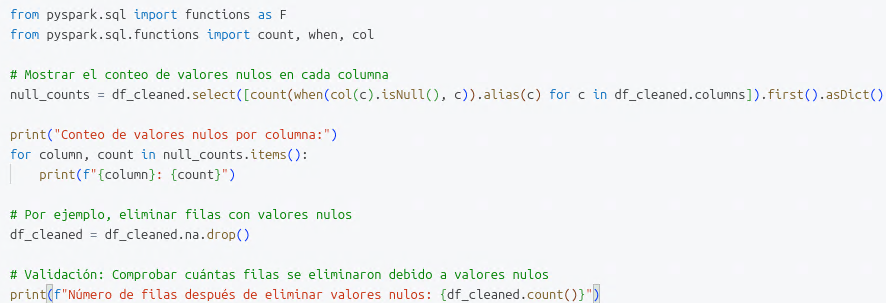 from pyspark.sql import functions as F
from pyspark.sql.functions import count, when, col
# Mostrar el conteo de valores nulos en cada columna
null_counts = df_cleaned.select([count(when(col(c).isNull(), c)).alias(c) for c in df_cleaned.columns]).first().asDict()
print("Conteo de valores nulos por columna:")
for column, count in null_counts.items():
    print(f"{column}: {count}")
# Por ejemplo, eliminar filas con valores nulos
df_cleaned = df_cleaned.na.drop()
# Validación: Comprobar cuántas filas se eliminaron debido a valores nulos
print(f"Número de filas después de eliminar valores nulos: {df_cleaned.count()}")